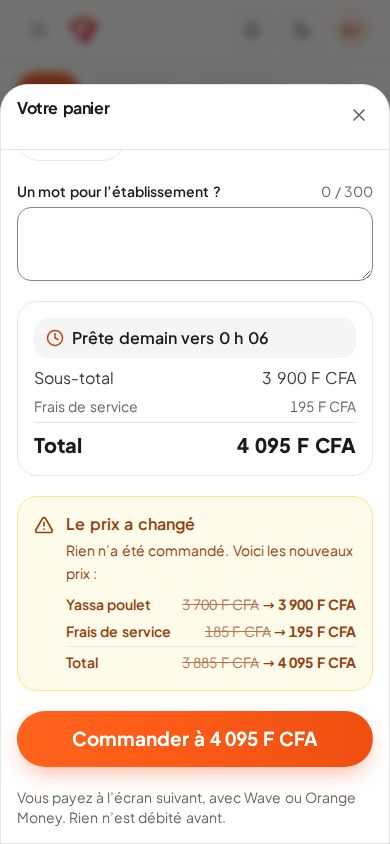 Votre panier
Un mot pour l’établissement ? 0 / 300
Prête demain vers 0 h 06
Sous-total 3 900 F CFA
Frais de service 195 F CFA
Total 4 095 F CFA
Le prix a changé
Rien n’a été commandé. Voici les nouveaux
prix :
Yassa poulet 3 700 F CFA → 3 900 F CFA
Frais de service 185 F CFA → 195 F CFA
Total 3 885 F CFA → 4 095 F CFA
Commander à 4 095 F CFA
Vous payez à l’écran suivant, avec Wave ou Orange
Money. Rien n’est débité avant.